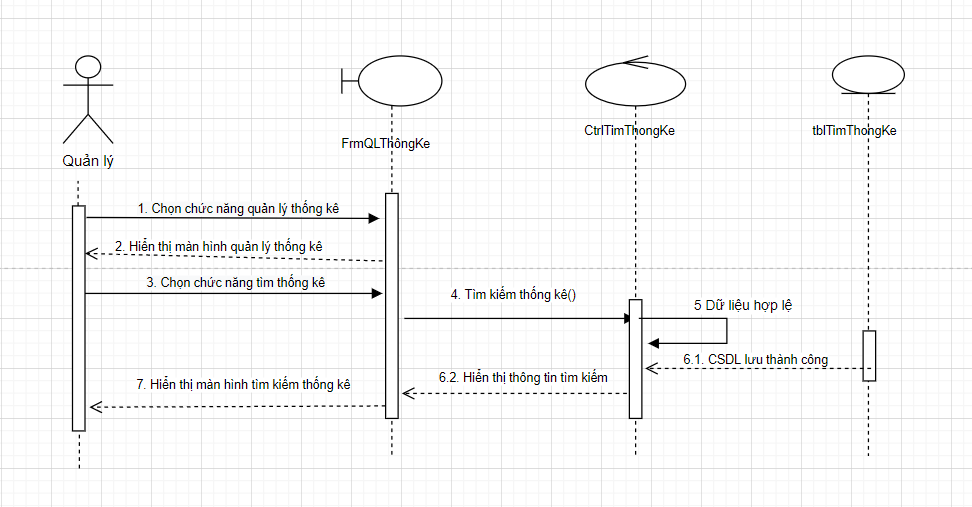 Quản lý
FrmQLThôngKe
CtrlTimThongKe
tblTimThongKe
1. Chọn chức năng quản lý thống kê
2. Hiển thị màn hình quản lý thống kê
3. Chọn chức năng tìm thống kê
4. Tìm kiếm thống kê()
5 Dữ liệu hợp lệ
6.1. CSDL lưu thành công
6.2. Hiển thị thông tin tìm kiếm
7. Hiển thị màn hình tìm kiếm thống kê